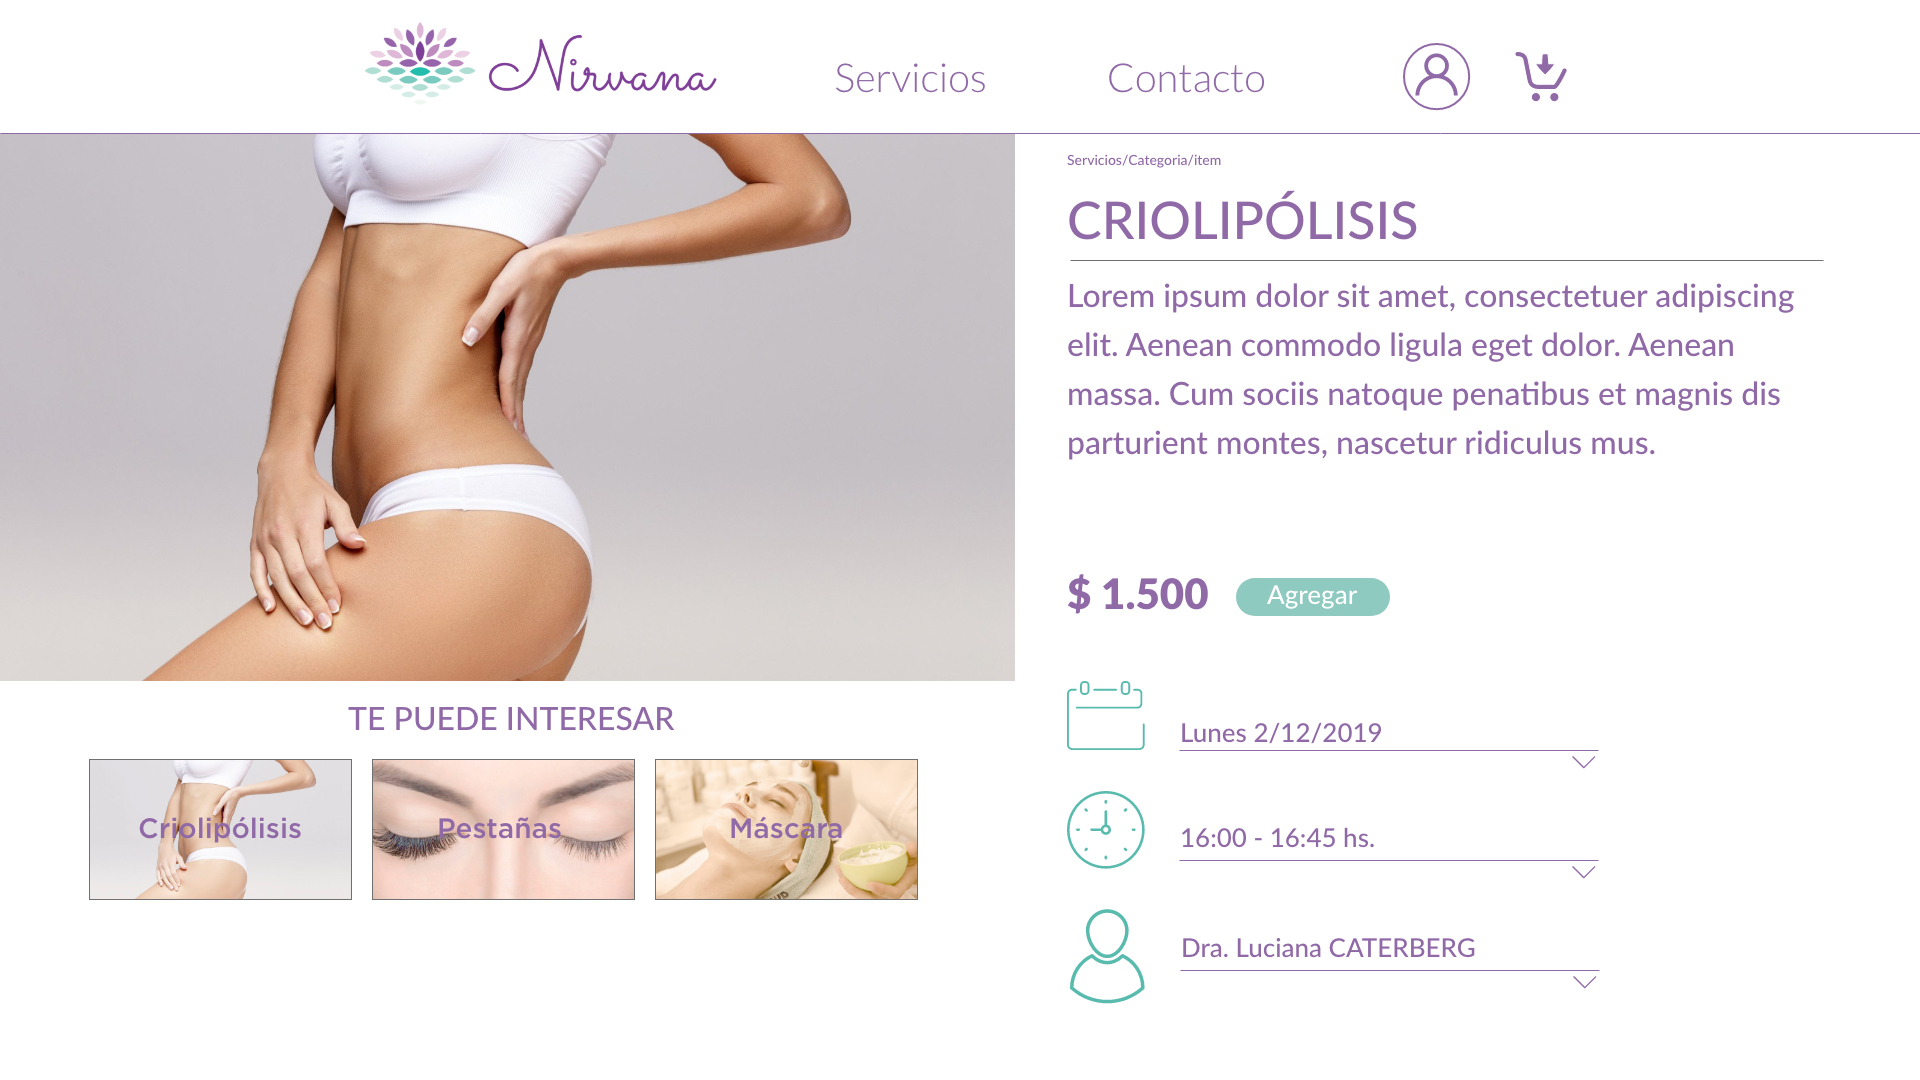 Nirvana
Servicios
Contacto
Servicios/Categoria/item
CRIOLIPÓLISIS
Lorem ipsum dolor sit amet, consectetuer adipiscing
elit. Aenean commodo ligula eget dolor. Aenean
massa. Cum sociis natoque penatibus et magnis dis
parturient montes, nascetur ridiculus mus.
$ 1.500
Agregar
Lunes 2/12/2019
16:00 - 16:45 hs.
Dra. Luciana CATERBERG
TE PUEDE INTERESAR
Criolipólisis
Pestañas
Máscara